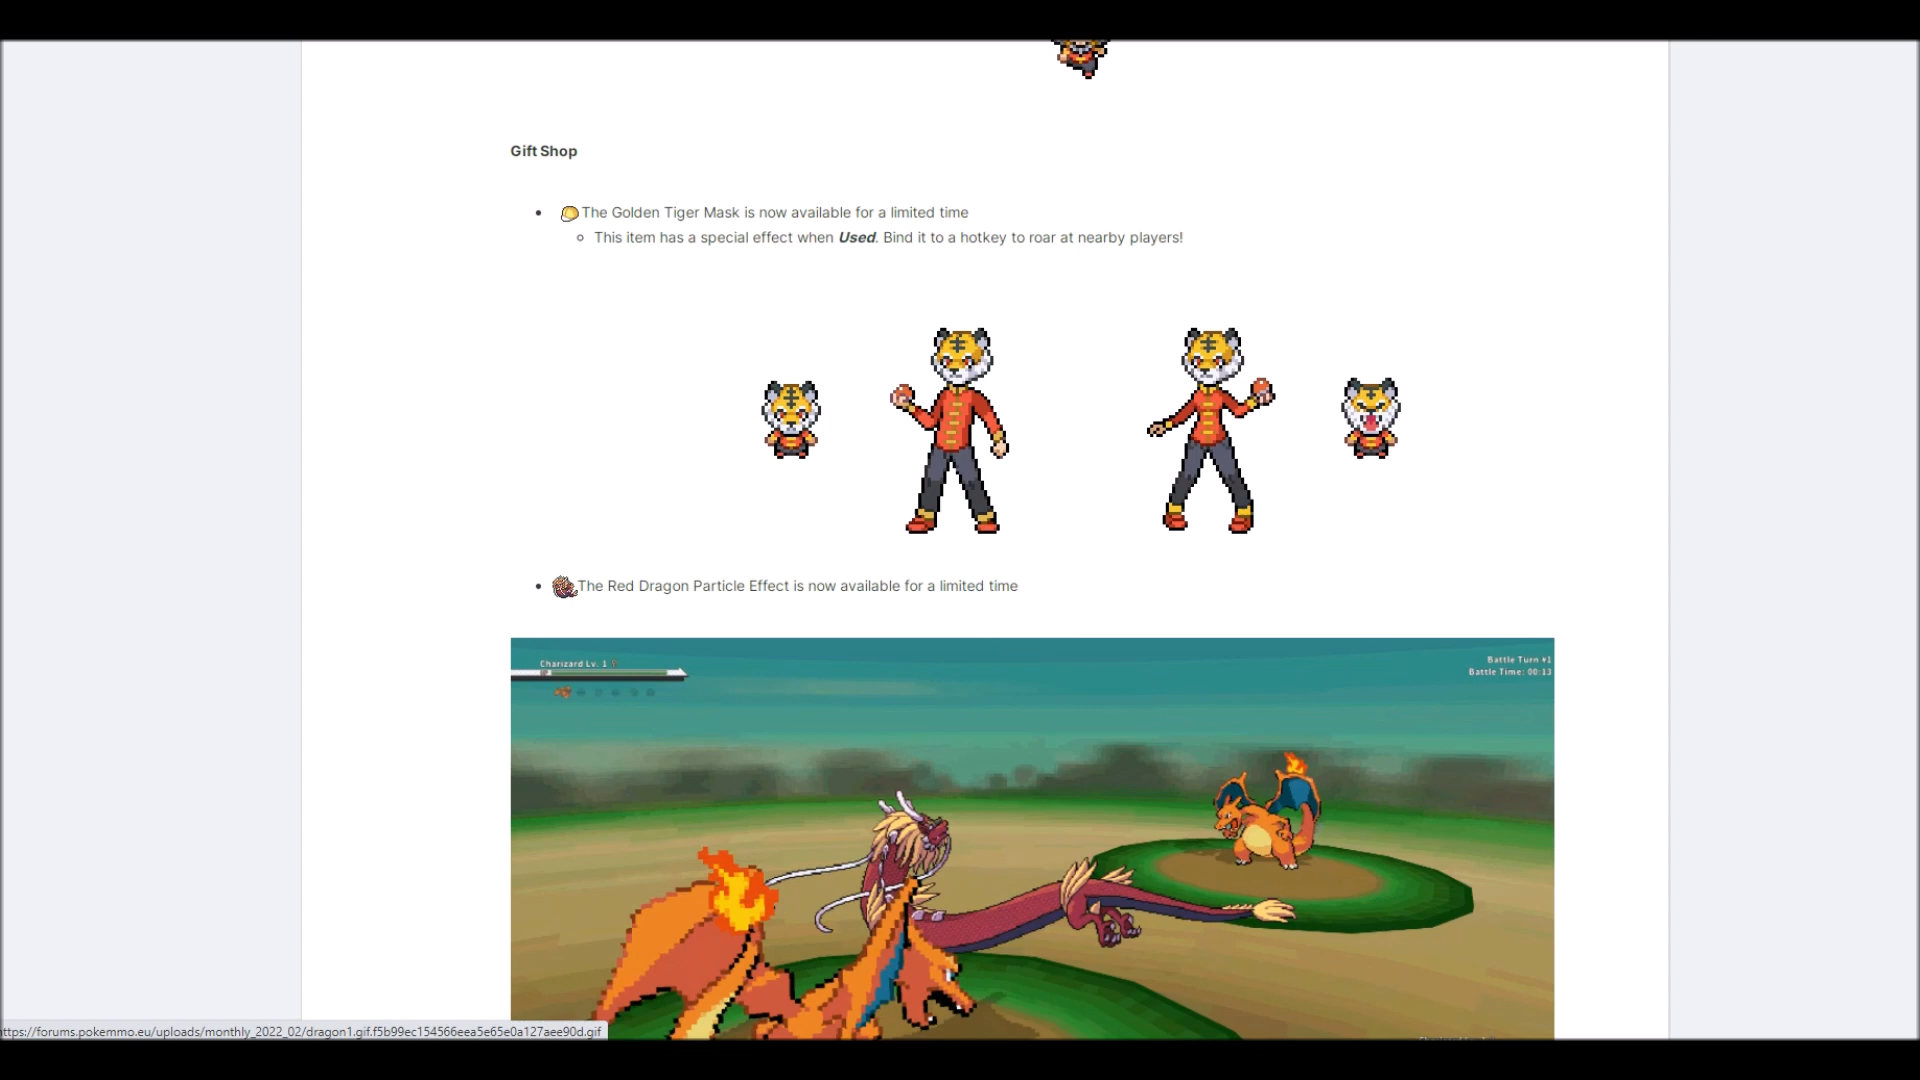 Gift Shop
The Golden Tiger Mask is now available for a limited time
This item has a special effect when Used. Bind it to a hotkey to roar at nearby players!
The Red Dragon Particle Effect is now available for a limited time
Charizard Lv. 1
Battle Turn #1
Battle Time: 00:13
https://forums.pokemmo.eu/uploads/monthly_2022_02/dragon1.gif.f5b99ec154566eea5e65e0a127aee90d.gif